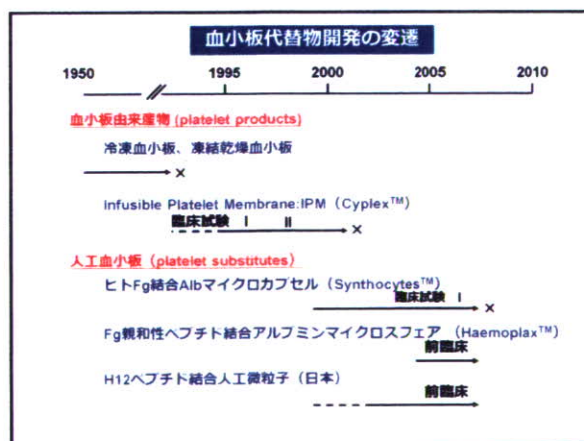 血小板代替物開発の変遷
1950 1995 2000 2005 2010
血小板由来産物 (platelet products)
冷凍血小板、凍結乾燥血小板
×
Infusible Platelet Membrane:IPM（Cyplex™）
臨床試験 I II
×
人工血小板（platelet substitutes）
ヒトFg結合Albマイクロカプセル（Synthocytes™）
臨床試験 I
×
Fg親和性ペプチド結合アルブミンマイクロスフェア （Haemoplax™）
前臨床
H12ペプチド結合人工微粒子（日本）
前臨床